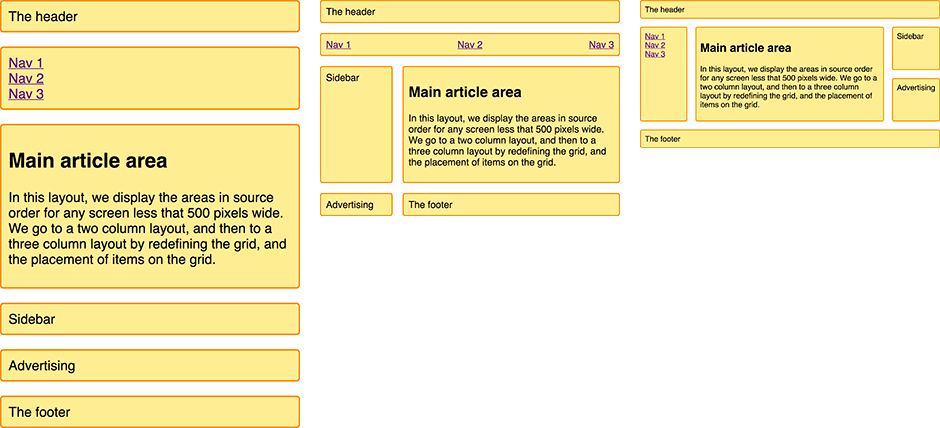 The header
Nav 1
Nav 2
Nav 3
Main article area
In this layout, we display the areas in source
order for any screen less that 500 pixels wide.
We go to a two column layout, and then to a
three column layout by redefining the grid, and
the placement of items on the grid.
Sidebar
Advertising
The footer
The header
Nav 1 Nav 2 Nav 3
Sidebar
Main article area
In this layout, we display the areas in source
order for any screen less that 500 pixels wide.
We go to a two column layout, and then to a
three column layout by redefining the grid, and
the placement of items on the grid.
Advertising
The footer
The header
Nav 1
Nav 2
Nav 3
Main article area
In this layout, we display the areas in source order
for any screen less that 500 pixels wide. We go to a
two column layout, and then to a three column
layout by redefining the grid, and the placement of
items on the grid.
Sidebar
Advertising
The footer